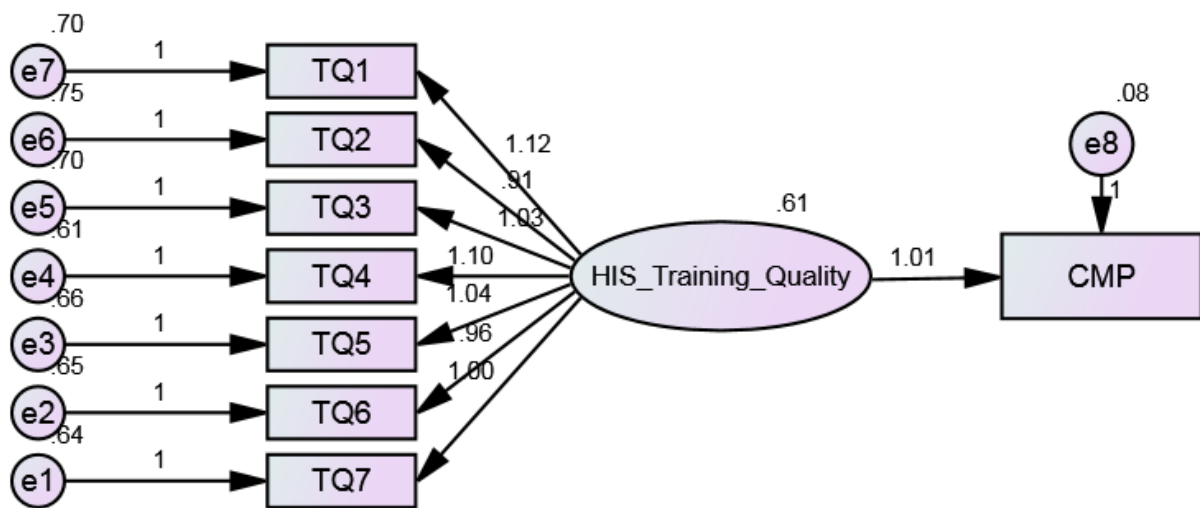 .70
e7 1 TQ1
.75
e6 1 TQ2
.70
e5 1 TQ3
.61
e4 1 TQ4
.66
e3 1 TQ5
.65
e2 1 TQ6
.64
e1 1 TQ7
1.12
.91
1.03
1.10
1.04
.96
1.00
.61
HIS_Training_Quality
1.01
.08
e8
1
CMP